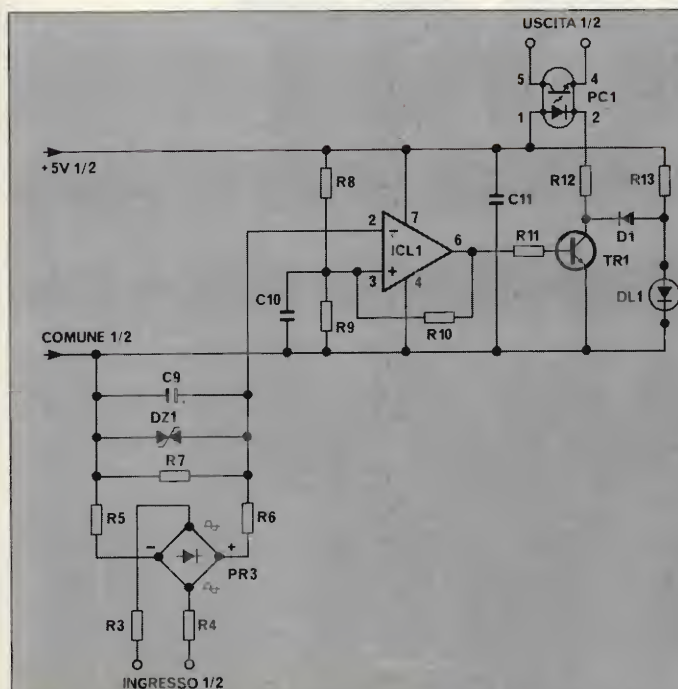 USCITA 1/2
5
4
PC1
1
2
+5V 1/2
R8
R12
R13
C11
2
7
-
ICL1
6
R11
D1
+
3
4
TR1
C10
R10
DL1
R9
COMUNE 1/2
C9
DZ1
R7
R5
R6
-
+
PR3
R3
R4
INGRESSO 1/2